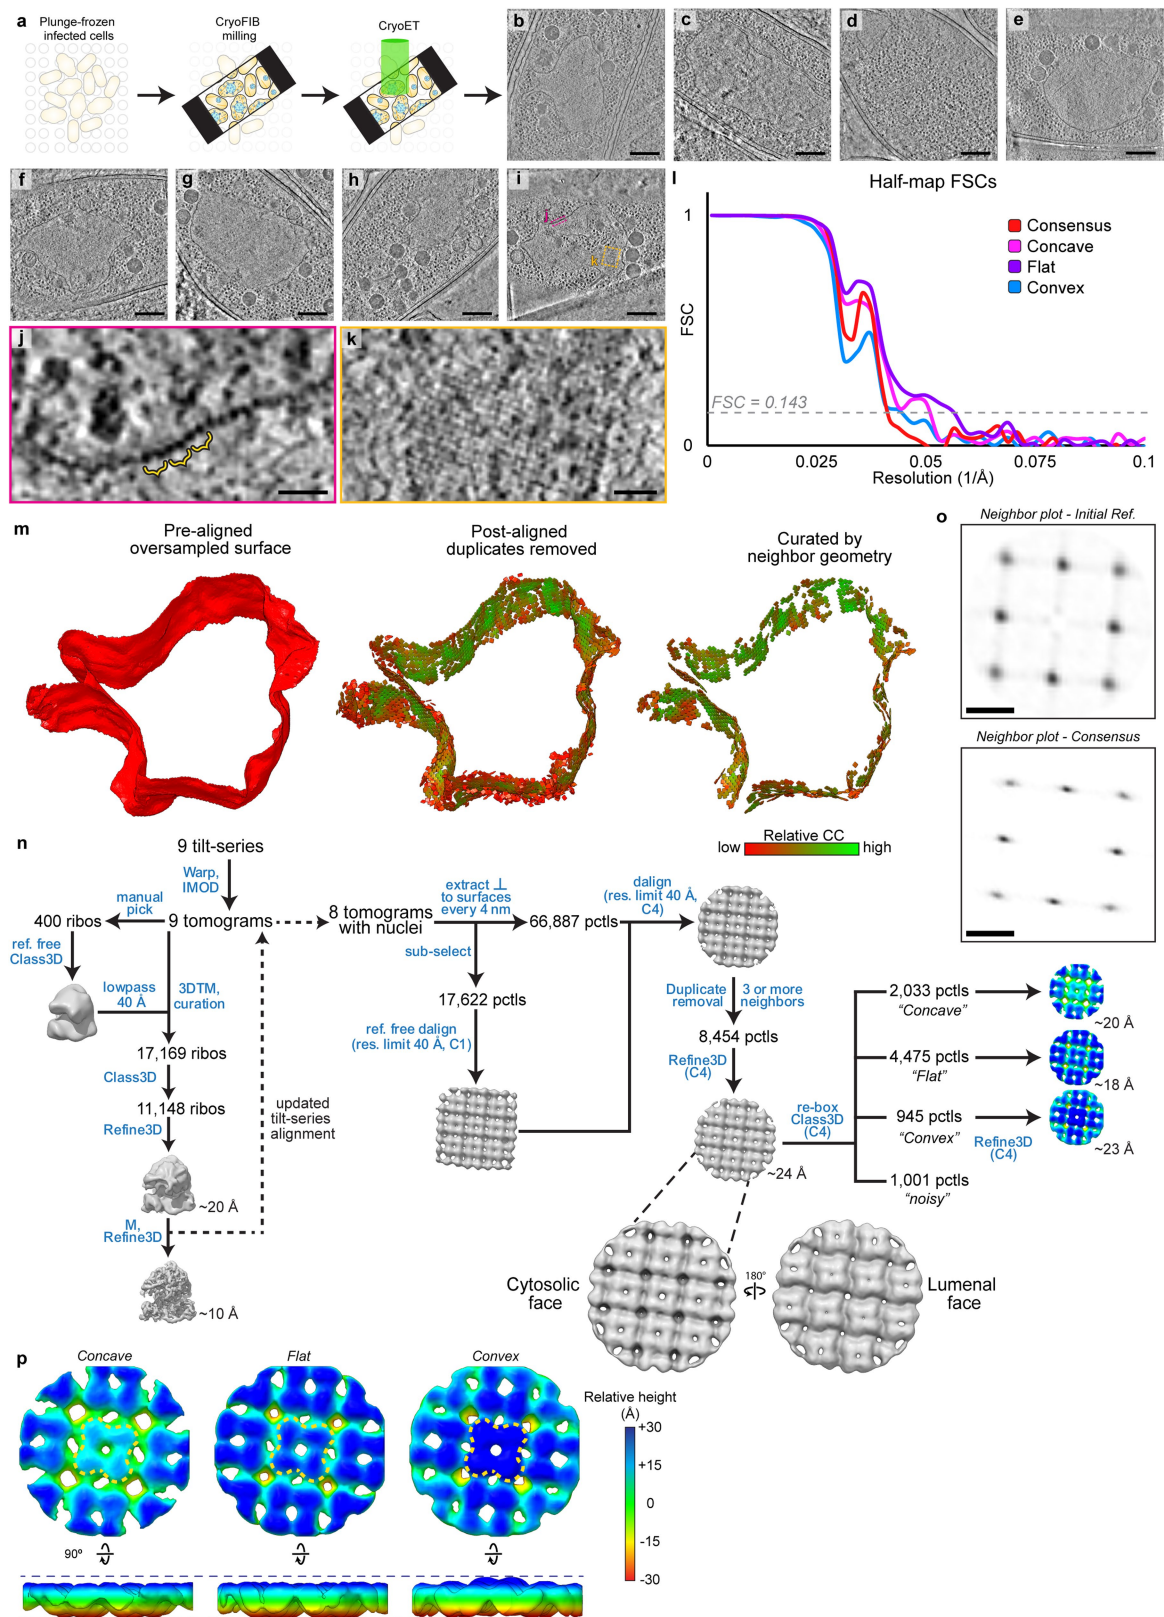 a
Plunge-frozen
infected cells
CryoFIB
milling
CryoET
b
c
d
e
f
g
h
i
j
k
l
Half-map FSCs
Consensus
Concave
Flat
Convex
1
FSC
FSC = 0.143
0
0
0.025
0.05
0.075
0.1
Resolution (1/Å)
j
k
m
Pre-aligned
oversampled surface
Post-aligned
duplicates removed
Curated by
neighbor geometry
Relative CC
low
high
o
Neighbor plot - Initial Ref.
Neighbor plot - Consensus
n
9 tilt-series
Warp,
IMOD
manual
pick
400 ribos
9 tomograms
8 tomograms
with nuclei
extract ⊥
to surfaces
every 4 nm
66,887 pctls
dalign
(res. limit 40 Å,
C4)
ref. free
Class3D
lowpass
40 Å
3DTM,
curation
sub-select
17,622 pctls
ref. free dalign
(res. limit 40 Å, C1)
17,169 ribos
Class3D
11,148 ribos
Refine3D
~20 Å
M,
Refine3D
~10 Å
updated
tilt-series
alignment
Duplicate
removal
3 or more
neighbors
8,454 pctls
Refine3D
(C4)
~24 Å
re-box
Class3D
(C4)
2,033 pctls
“Concave”
~20 Å
4,475 pctls
“Flat”
~18 Å
945 pctls
“Convex”
Refine3D
(C4)
~23 Å
1,001 pctls
“noisy”
Cytosolic
face
180°
Lumenal
face
p
Concave
Flat
Convex
Relative height
(Å)
+30
+15
0
-15
-30
90°